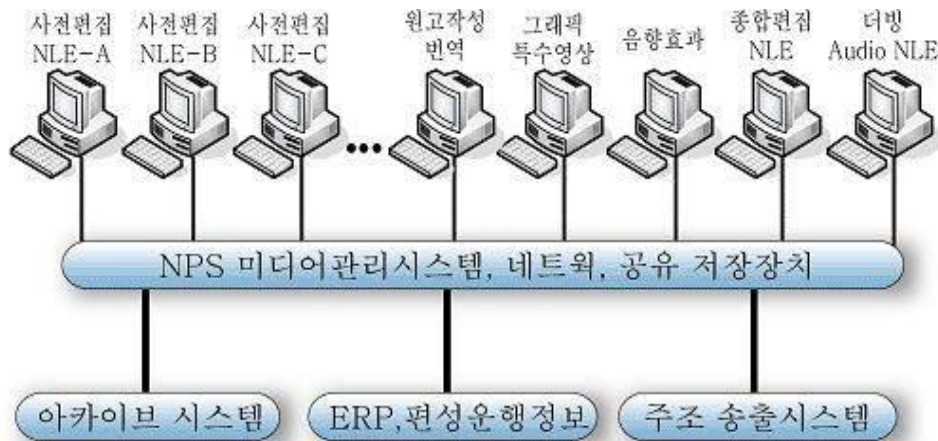 사전편집
NLE-A
사전편집
NLE-B
사전편집
NLE-C
원고작성
번역
그래픽
특수영상
음향효과
종합편집
NLE
더빙
Audio NLE
NPS 미디어관리시스템, 네트웍, 공유 저장장치
아카이브 시스템
ERP,편성운행정보
주조 송출시스템